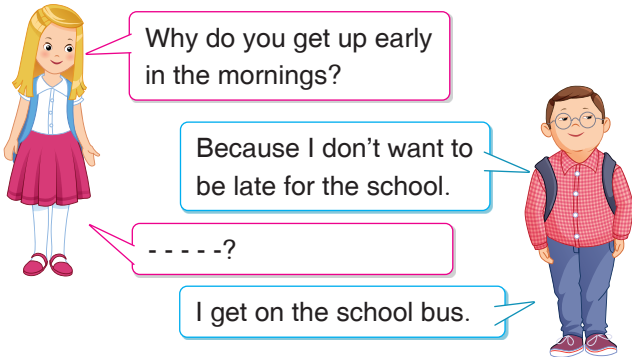 Why do you get up early
in the mornings?
Because I don’t want to
be late for the school.
- - - - -?
I get on the school bus.